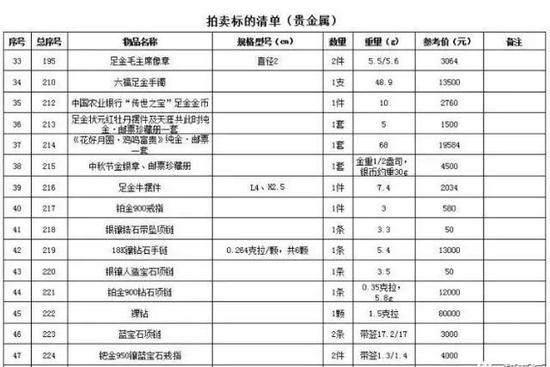 拍卖标的清单（贵金属）
序号 总序号 物品名称 规格型号（cm） 数量 重量（g） 参考价（元） 备注
33 195 足金毛主席像章 直径2 2件 5.5/5.6 3064
34 210 六福足金手镯 1支 48.9 13500
35 212 中国农业银行“传世之宝”足金金币 1件 10 2760
36 213 足金状元红牡丹摆件及天涯共此时纯金·邮票珍藏册一套 1套 5 1500
37 214 《花好月圆·鸡鸣富贵》纯金·邮票一套 1套 68 19584
38 215 中秋节金银章、邮票珍藏册 1套 金重1/2盎司，银币约重30g 4500
39 216 足金牛摆件 L4、H2.5 1件 7.4 2034
40 217 铂金900戒指 1件 3 580
41 218 银镶锆石带坠项链 1条 3.3 50
42 219 18K镶钻石手链 0.264克拉/颗，共6颗 1条 5.4 13000
43 220 银镶人造宝石项链 1条 3.5 50
44 221 铂金900钻石项链 1条 0.35克拉，5.8g 12000
45 222 裸钻 1颗 1.5克拉 80000
46 223 蓝宝石项链 2条 带签17.2/17 3000
47 224 钯金950镶蓝宝石戒指 2件 带签1.3/1.4 4000